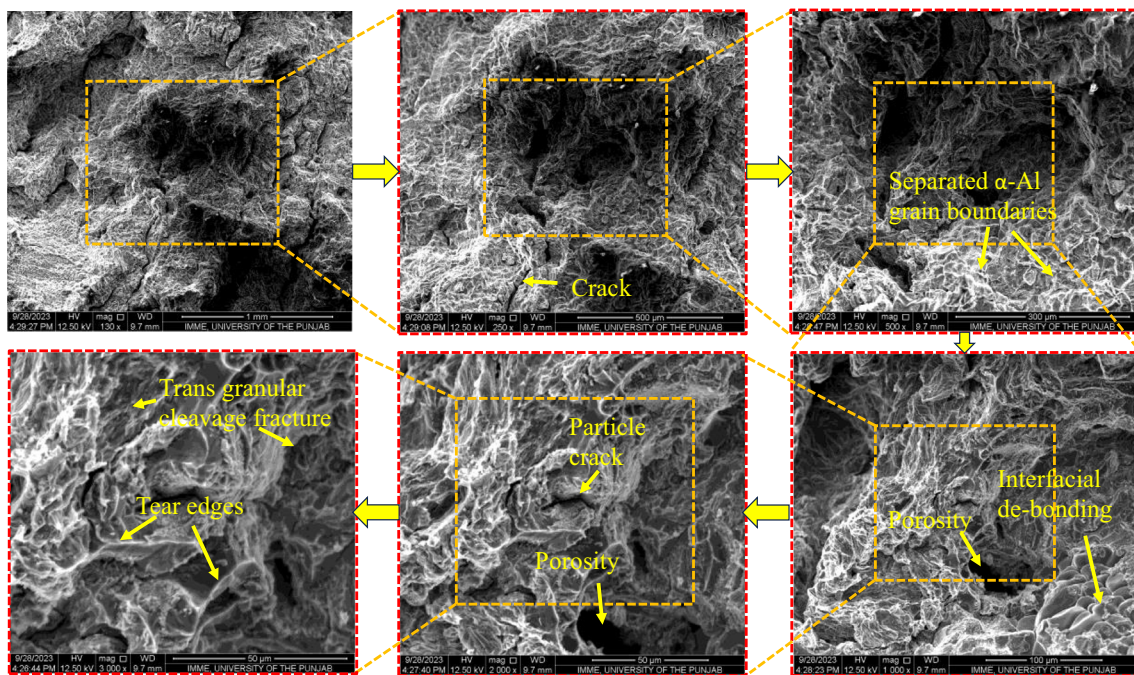 Crack
9/28/2023 HV mag □ WD 1 mm
4:29:27 PM 12.50 kV 130 x 9.7 mm IMME, UNIVERSITY OF THE PUNJAB
9/28/2023 HV mag □ WD 500 µm
4:29:08 PM 12.50 kV 250 x 9.7 mm IMME, UNIVERSITY OF THE PUNJAB
Separated α-Al
grain boundaries
9/28/2023 HV mag □ WD 300 µm
:47 PM 12.50 kV 500 x 9.7 mm IMME, UNIVERSITY OF THE PUNJAB
Trans granular
cleavage fracture
Tear edges
9/28/2023 HV mag □ WD 50 µm
4:26:44 PM 12.50 kV 3 000 x 9.7 mm IMME, UNIVERSITY OF THE PUNJAB
Particle
crack
Porosity
9/28/2023 HV mag □ WD 50 µm
4:27:40 PM 12.50 kV 2 000 x 9.7 mm IMME, UNIVERSITY OF THE PUNJAB
Interfacial
de-bonding
Porosity
9/28/2023 HV mag □ WD 100 µm
4:28:23 PM 12.50 kV 1 000 x 9.7 mm IMME, UNIVERSITY OF THE PUNJAB